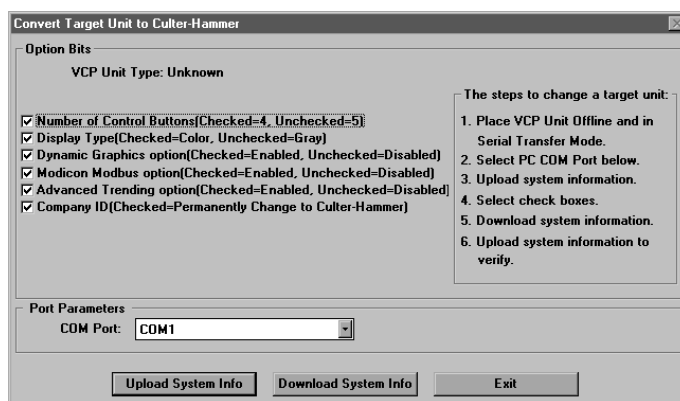 Convert Target Unit to Culter-Hammer
Option Bits
VCP Unit Type: Unknown
Number of Control Buttons(Checked=4, Unchecked=5)
Display Type(Checked=Color, Unchecked=Gray)
Dynamic Graphics option(Checked=Enabled, Unchecked=Disabled)
Modicon Modbus option(Checked=Enabled, Unchecked=Disabled)
Advanced Trending option(Checked=Enabled, Unchecked=Disabled)
Company ID(Checked=Permanently Change to Culter-Hammer)
The steps to change a target unit:
1. Place VCP Unit Offline and in
Serial Transfer Mode.
2. Select PC COM Port below.
3. Upload system information.
4. Select check boxes.
5. Download system information.
6. Upload system information to
verify.
Port Parameters
COM Port: COM1
Upload System Info Download System Info Exit